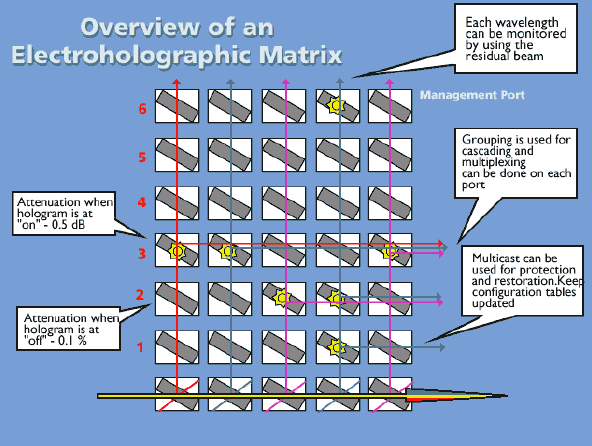 Overview of an
Electroholographic Matrix
Each wavelength
can be monitored
by using the
residual beam
Management Port
6
5
4
3
2
1
Grouping is used for
cascading and
multiplexing
can be done on each
port
Attenuation when
hologram is at
"on" - 0.5 dB
Multicast can be
used for protection
and restoration.Keep
configuration tables
updated
Attenuation when
hologram is at
"off" - 0.1 %